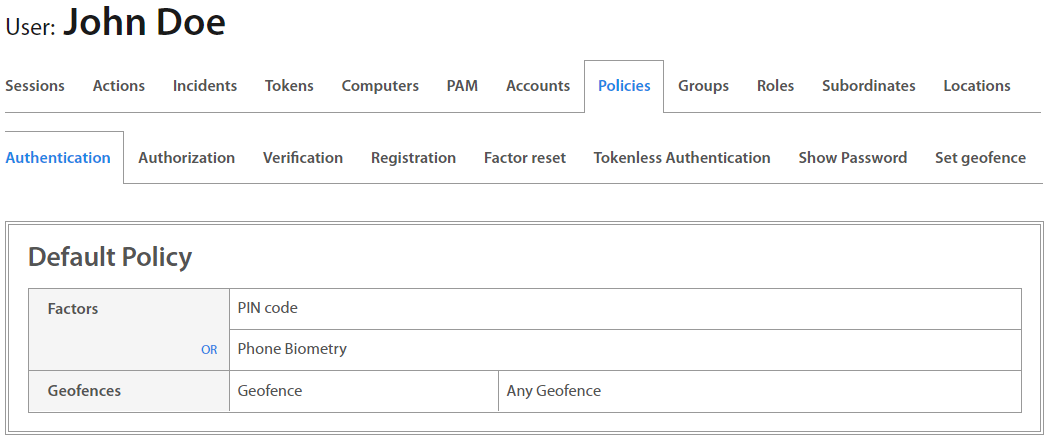 User: John Doe
Sessions Actions Incidents Tokens Computers PAM Accounts Policies Groups Roles Subordinates Locations
Authentication Authorization Verification Registration Factor reset Tokenless Authentication Show Password Set geofence
Default Policy
Factors PIN code
OR Phone Biometry
Geofences Geofence Any Geofence